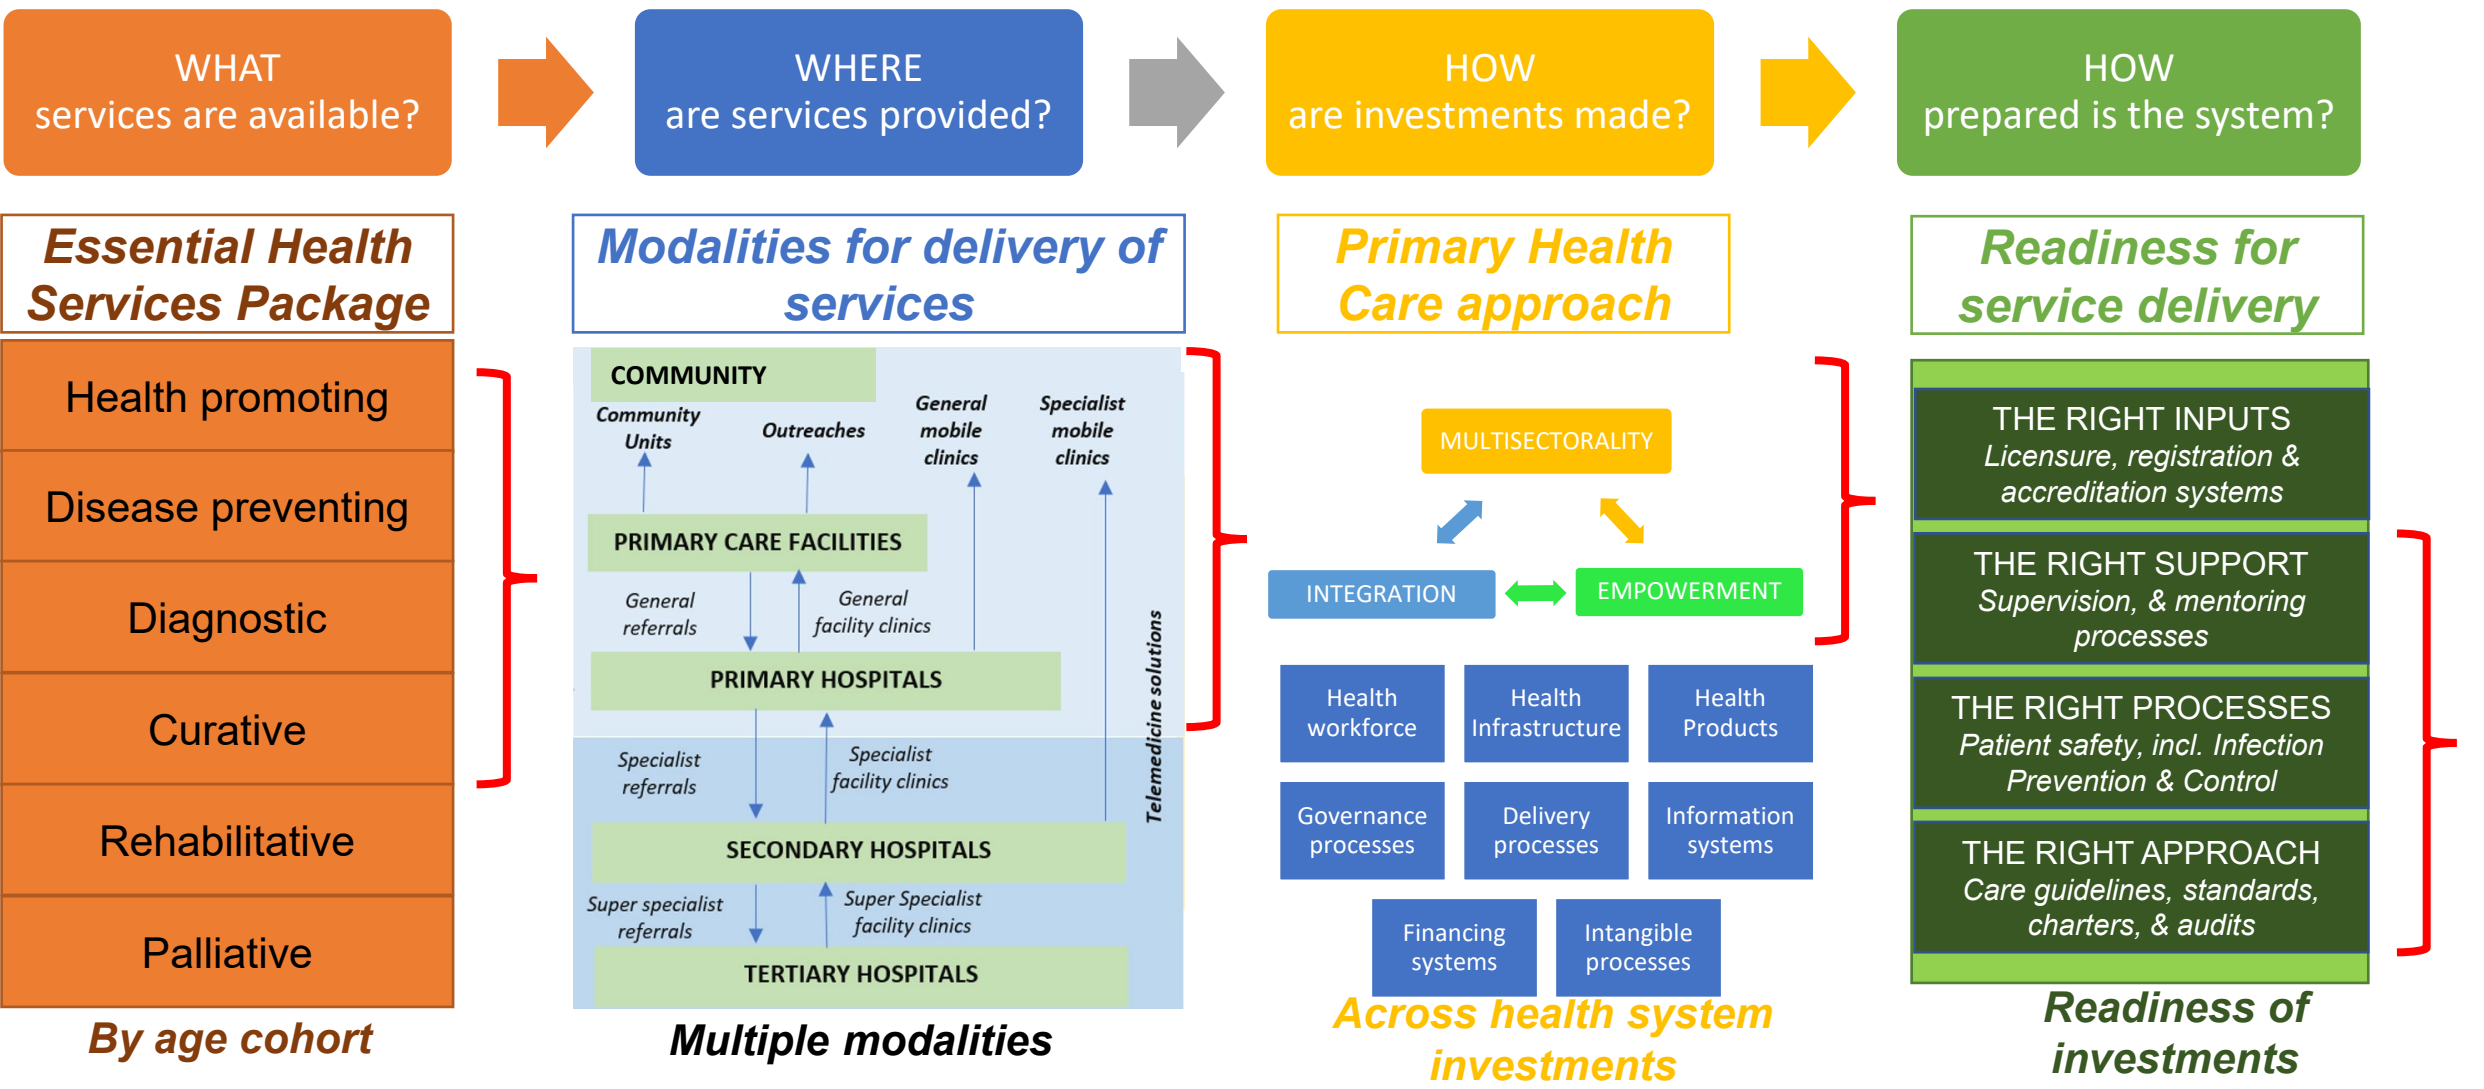 WHAT
services are available?
WHERE
are services provided?
HOW
are investments made?
HOW
prepared is the system?
Essential Health
Services Package
Health promoting
Disease preventing
Diagnostic
Curative
Rehabilitative
Palliative
By age cohort
Modalities for delivery of
services
COMMUNITY
Community
Units
Outreaches
General
mobile
clinics
Specialist
mobile
clinics
PRIMARY CARE FACILITIES
General
referrals
General
facility clinics
PRIMARY HOSPITALS
Specialist
referrals
Specialist
facility clinics
SECONDARY HOSPITALS
Super specialist
referrals
Super Specialist
facility clinics
TERTIARY HOSPITALS
Telemedicine solutions
Multiple modalities
Primary Health
Care approach
MULTISECTORALITY
INTEGRATION
EMPOWERMENT
Health
workforce
Health
Infrastructure
Health
Products
Governance
processes
Delivery
processes
Information
systems
Financing
systems
Intangible
processes
Across health system
investments
Readiness for
service delivery
THE RIGHT INPUTS
Licensure, registration &
accreditation systems
THE RIGHT SUPPORT
Supervision, & mentoring
processes
THE RIGHT PROCESSES
Patient safety, incl. Infection
Prevention & Control
THE RIGHT APPROACH
Care guidelines, standards,
charters, & audits
Readiness of
investments